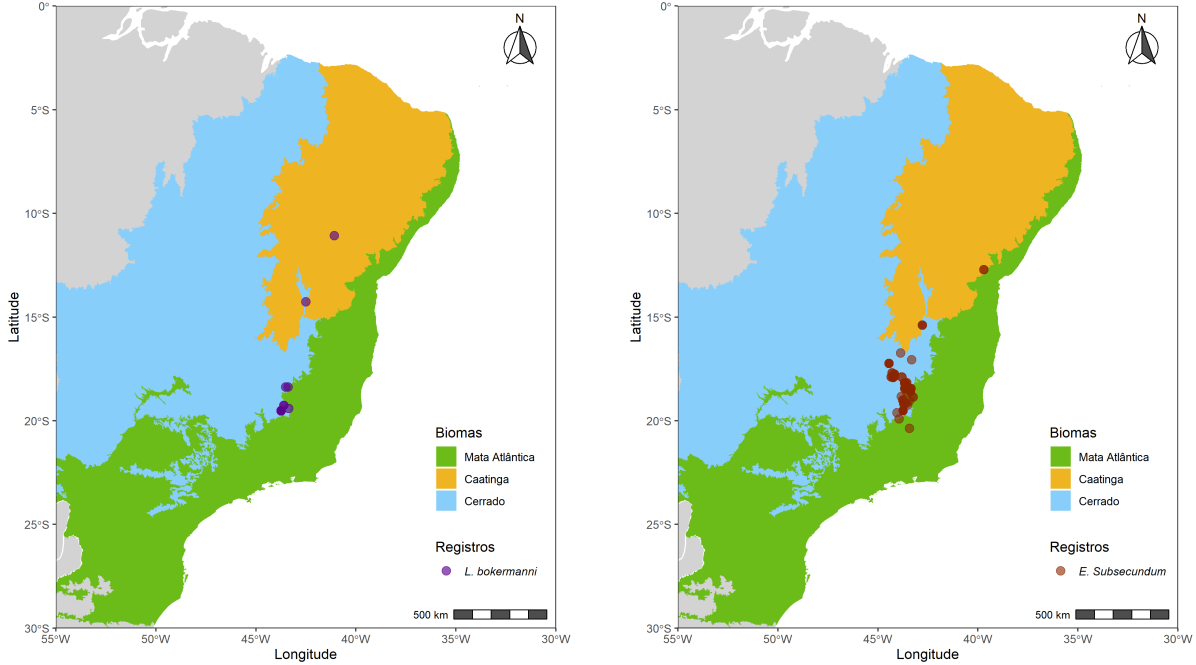 N
0°
5°S
10°S
15°S
20°S
25°S
30°S
Latitude
Biomas
Mata Atlântica
Caatinga
Cerrado
Registros
L. bokermanni
500 km
55°W
50°W
45°W
40°W
35°W
30°W
Longitude
N
0°
5°S
10°S
15°S
20°S
25°S
30°S
Latitude
Biomas
Mata Atlântica
Caatinga
Cerrado
Registros
E. Subsecundum
500 km
55°W
50°W
45°W
40°W
35°W
30°W
Longitude